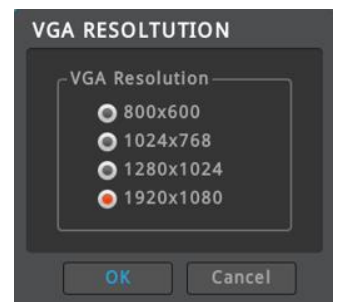 VGA RESOLTUTION
VGA Resolution
800x600
1024x768
1280x1024
1920x1080
OK Cancel